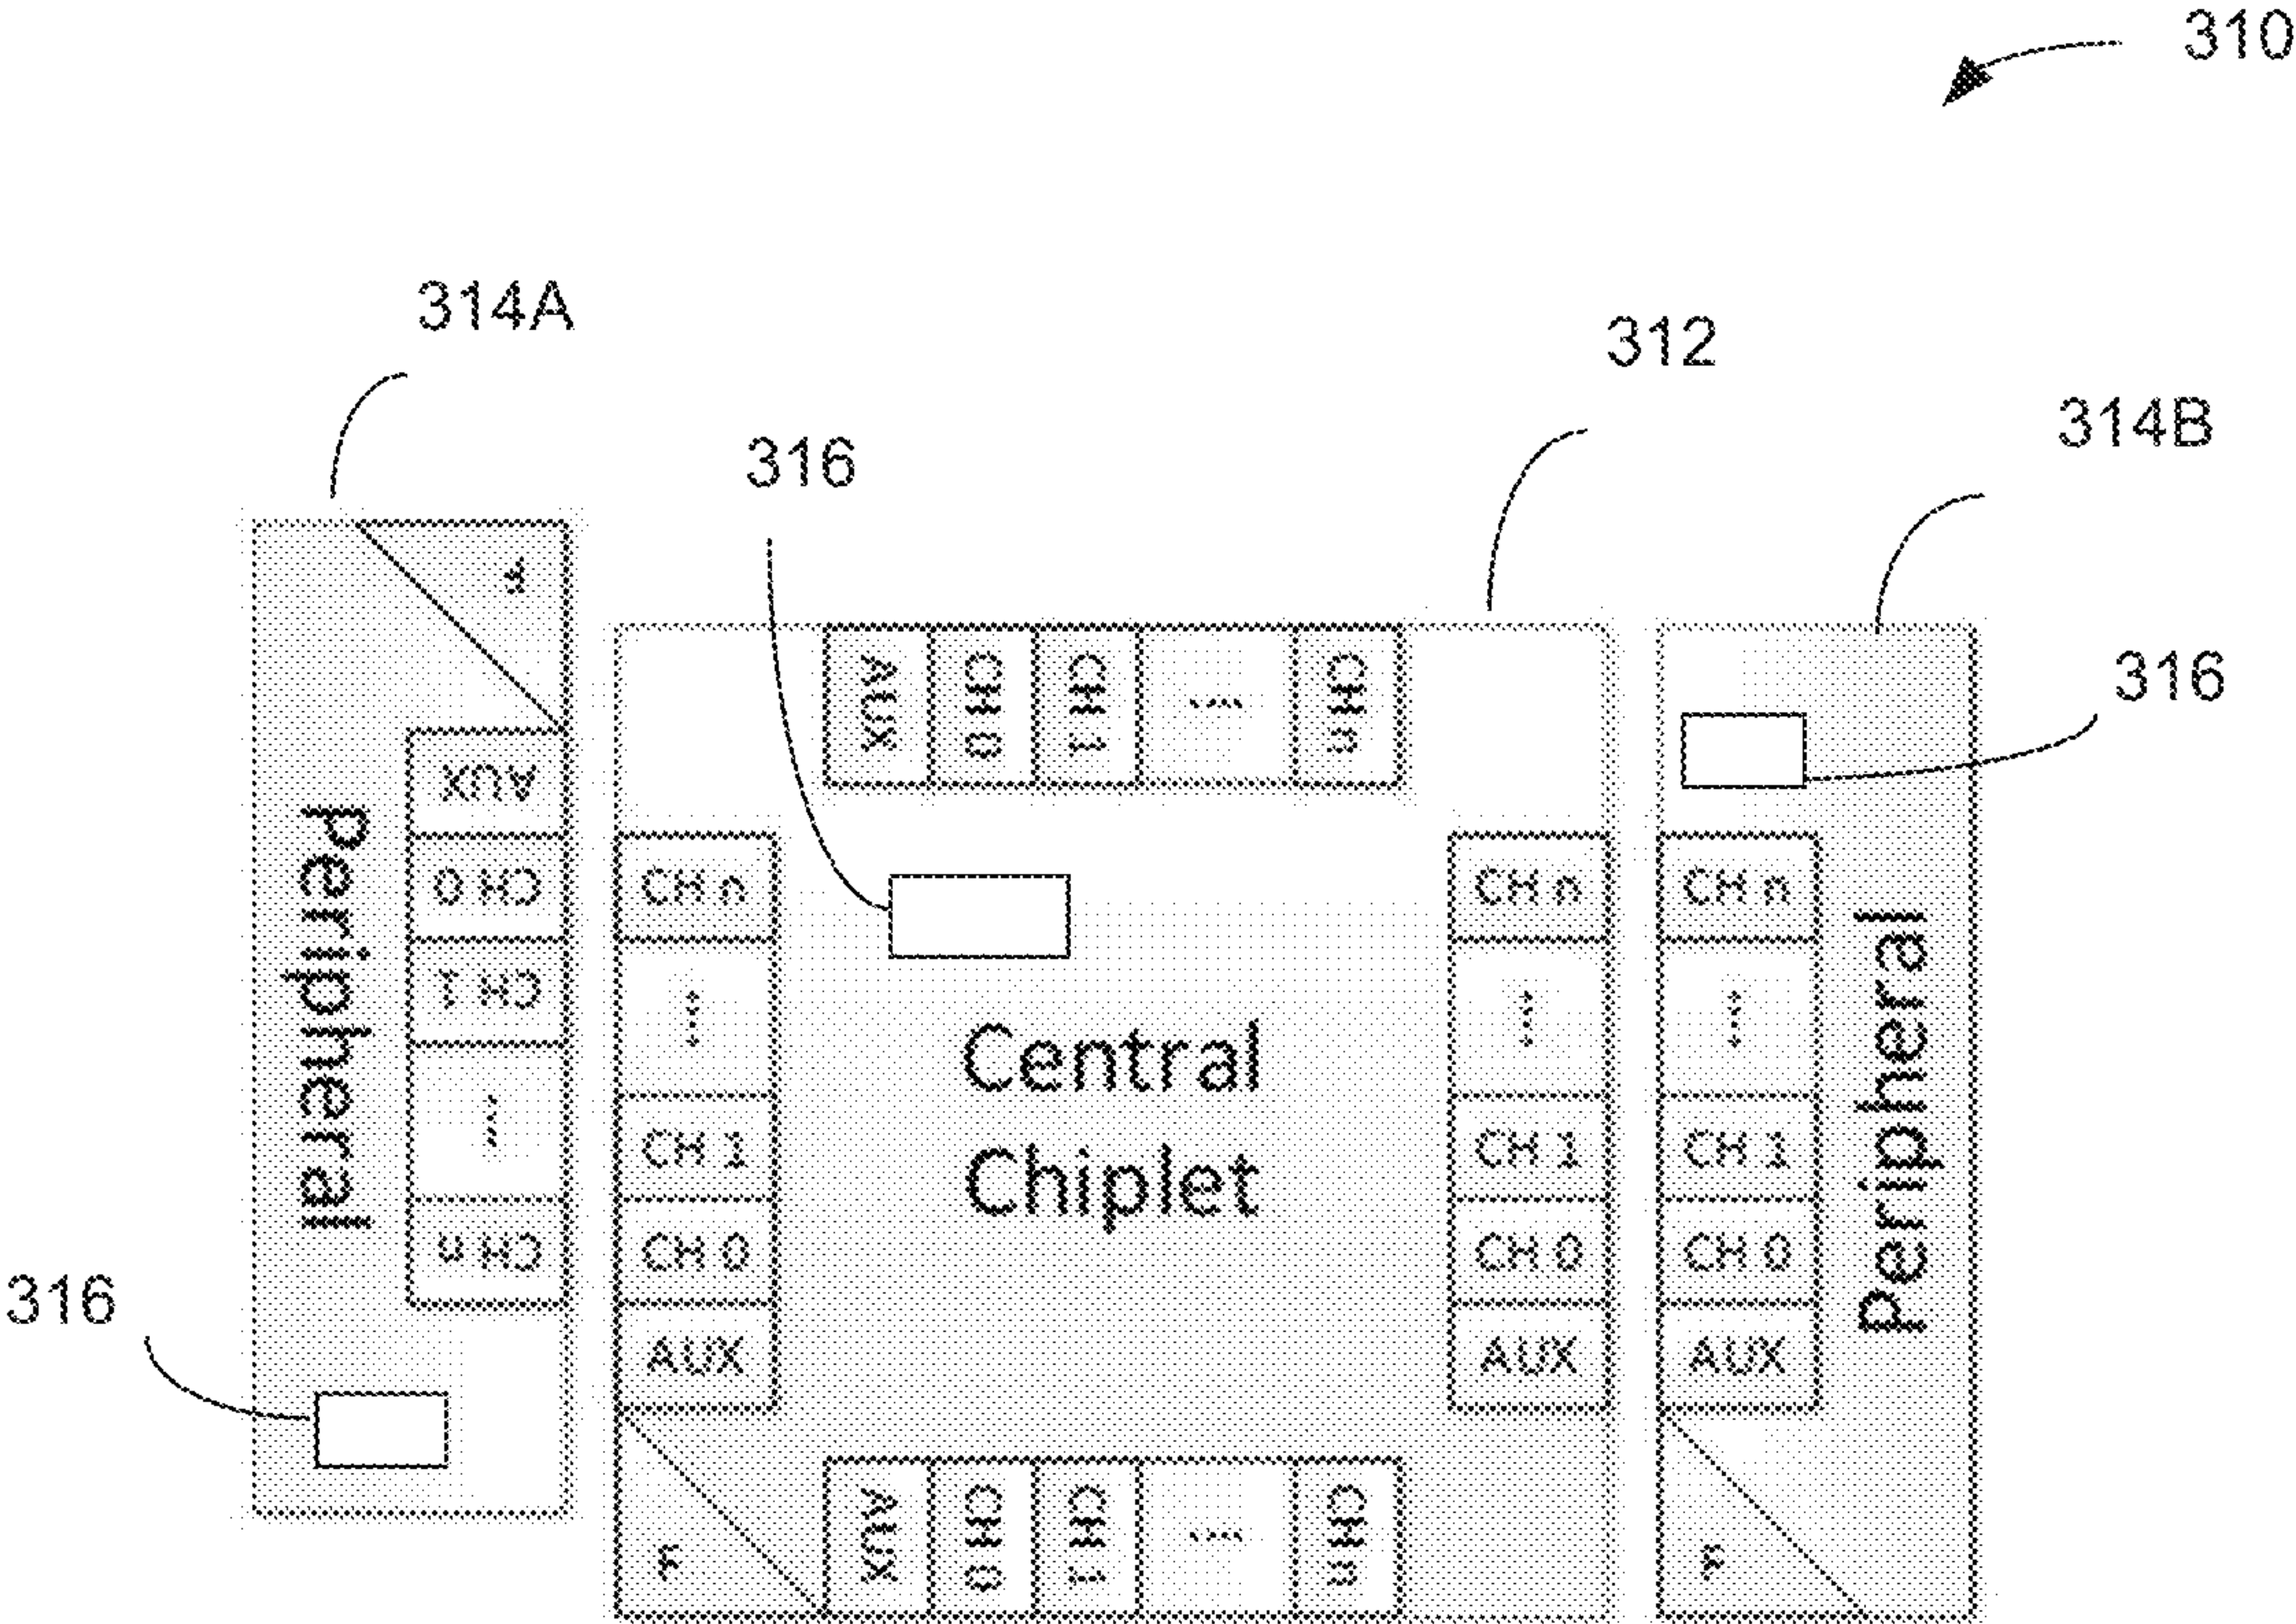 310
314A
312
314B
316
316
F
AUX
CH 0
CH 1
...
CH n
Peripheral
316
AUX
CH 0
CH 1
...
CH n
CH n
...
CH 1
CH 0
AUX
F
Central
Chiplet
CH n
...
CH 1
CH 0
AUX
AUX
CH 0
CH 1
...
CH n
CH n
...
CH 1
CH 0
AUX
F
Peripheral